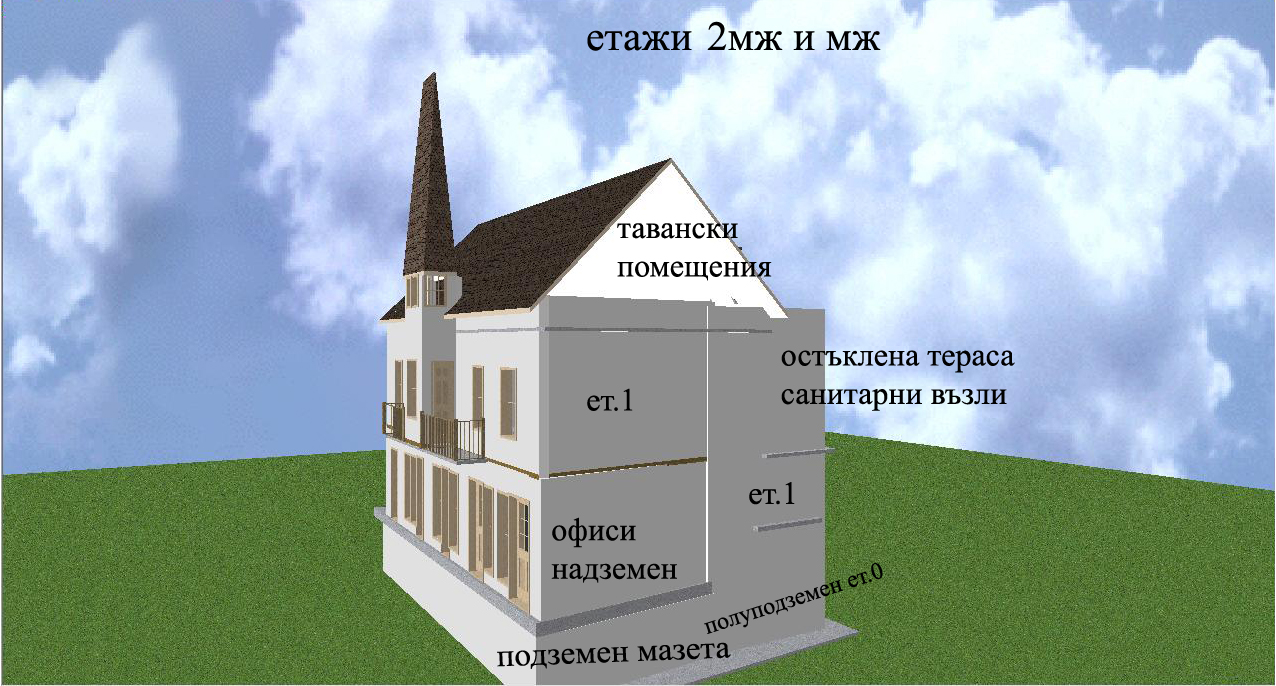 етажи 2мж и мж
тавански
помещения
остъклена тераса
санитарни възли
ет.1
ет.1
офиси
надземен
полуподземен ет.0
подземен мазета